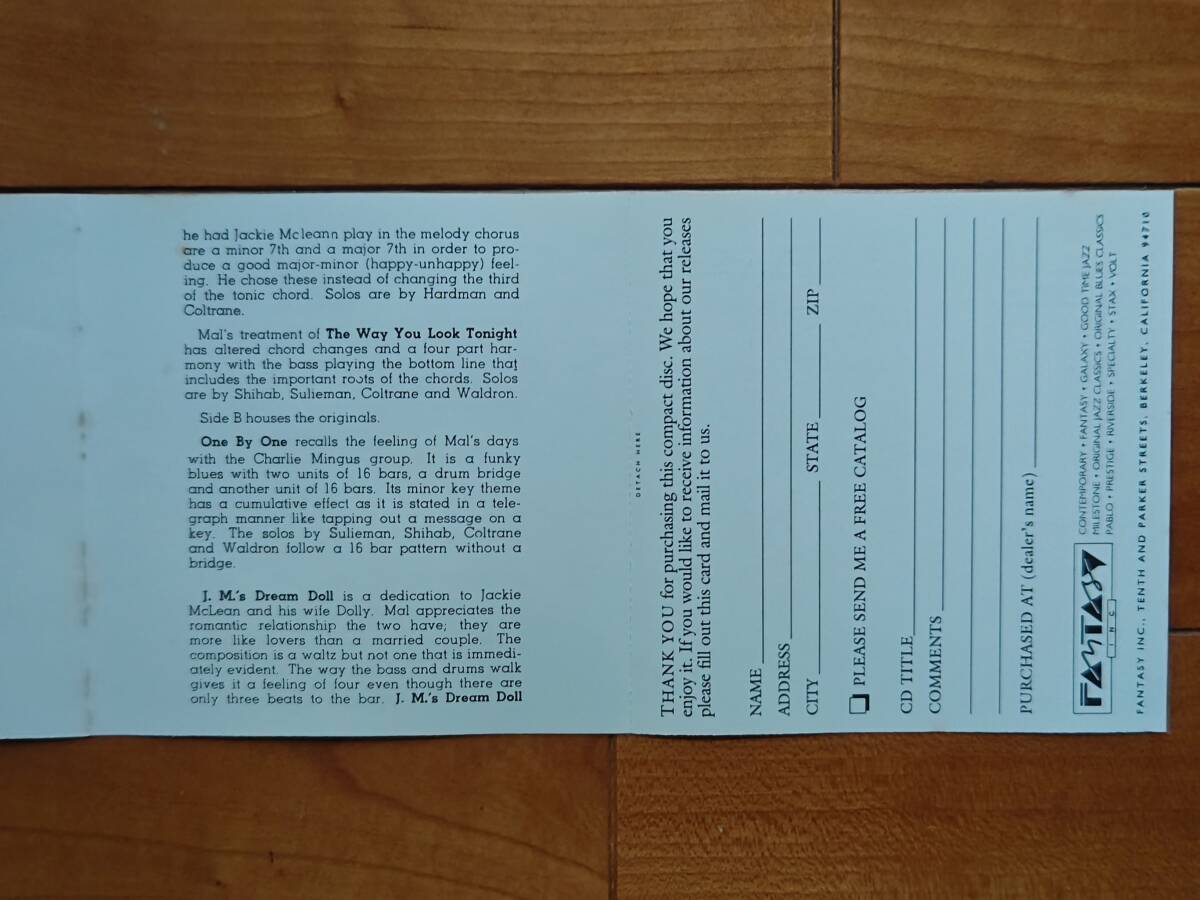 he had Jackie Mcleann play in the melody chorus
are a minor 7th and a major 7th in order to pro-
duce a good major-minor (happy-unhappy) feel-
ing. He chose these instead of changing the third
of the tonic chord. Solos are by Hardman and
Coltrane.
Mal's treatment of The Way You Look Tonight
has altered chord changes and a four part har-
mony with the bass playing the bottom line that
includes the important roots of the chords. Solos
are by Shihab, Sulieman, Coltrane and Waldron.
Side B houses the originals.
One By One recalls the feeling of Mal's days
with the Charlie Mingus group. It is a funky
blues with two units of 16 bars, a drum bridge
and another unit of 16 bars. Its minor key theme
has a cumulative effect as it is stated in a tele-
graph manner like tapping out a message on a
key. The solos by Sulieman, Shihab, Coltrane
and Waldron follow a 16 bar pattern without a
bridge.
J. M.'s Dream Doll is a dedication to Jackie
McLean and his wife Dolly. Mal appreciates the
romantic relationship the two have; they are
more like lovers than a married couple. The
composition is a waltz but not one that is immedi-
ately evident. The way the bass and drums walk
gives it a feeling of four even though there are
only three beats to the bar. J. M.'s Dream Doll
DETACH HERE
THANK YOU for purchasing this compact disc. We hope that you
enjoy it. If you would like to receive information about our releases
please fill out this card and mail it to us.
NAME
ADDRESS
CITY STATE ZIP
PLEASE SEND ME A FREE CATALOG
CD TITLE
COMMENTS
PURCHASED AT (dealer's name)
FANTASY
INC
CONTEMPORARY • FANTASY • GALAXY • GOOD TIME JAZZ
MILESTONE • ORIGINAL JAZZ CLASSICS • ORIGINAL BLUES CLASSICS
PABLO • PRESTIGE • RIVERSIDE • SPECIALTY • STAX • VOLT
FANTASY INC., TENTH AND PARKER STREETS, BERKELEY, CALIFORNIA 94710